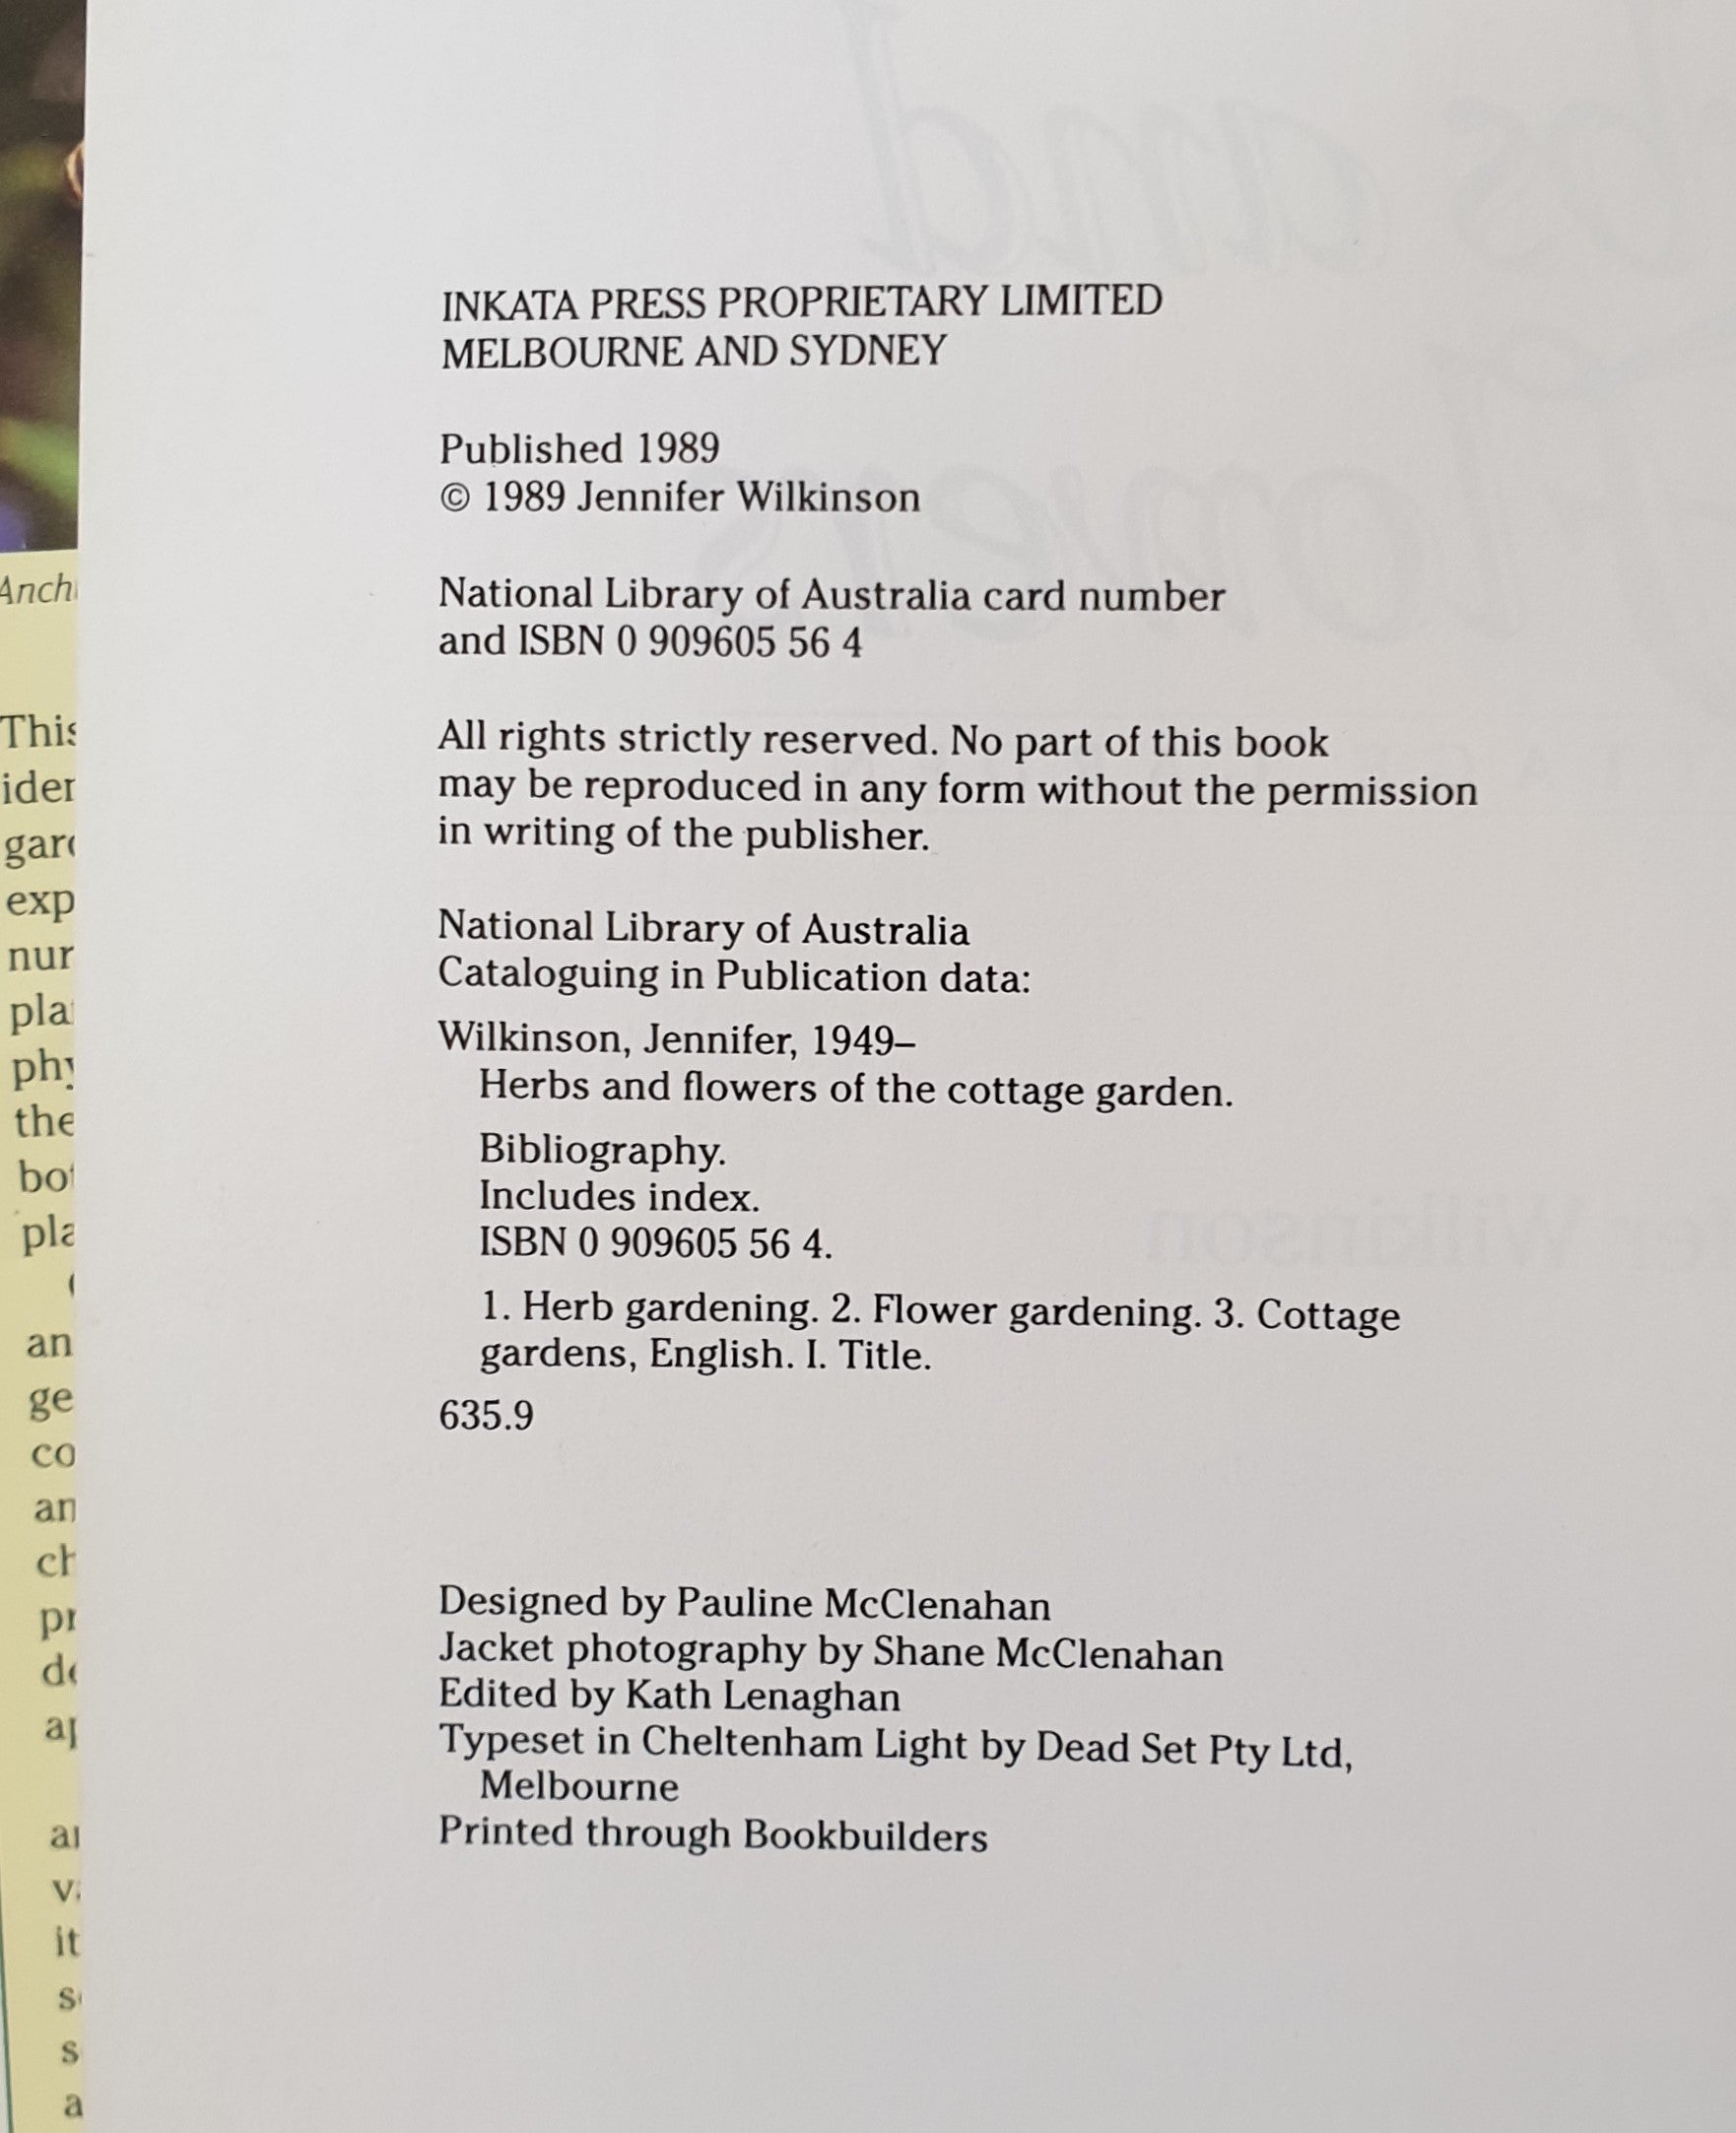 INKATA PRESS PROPRIETARY LIMITED
MELBOURNE AND SYDNEY
Published 1989
© 1989 Jennifer Wilkinson
National Library of Australia card number
and ISBN 0 909605 56 4
All rights strictly reserved. No part of this book
may be reproduced in any form without the permission
in writing of the publisher.
National Library of Australia
Cataloguing in Publication data:
Wilkinson, Jennifer, 1949–
Herbs and flowers of the cottage garden.
Bibliography.
Includes index.
ISBN 0 909605 56 4.
1. Herb gardening. 2. Flower gardening. 3. Cottage
gardens, English. I. Title.
635.9
Designed by Pauline McClenahan
Jacket photography by Shane McClenahan
Edited by Kath Lenaghan
Typeset in Cheltenham Light by Dead Set Pty Ltd,
Melbourne
Printed through Bookbuilders